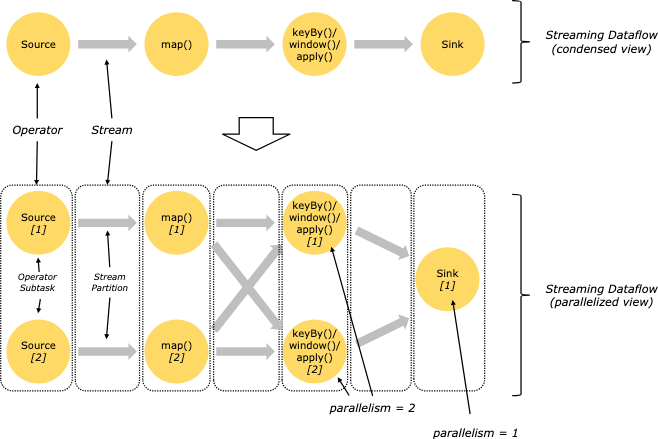 Source
map()
keyBy()/
window()/
apply()
Sink
Streaming Dataflow
(condensed view)
Operator
Stream
Source
[1]
map()
[1]
keyBy()/
window()/
apply()
[1]
Operator
Subtask
Stream
Partition
Sink
[1]
Streaming Dataflow
(parallelized view)
Source
[2]
map()
[2]
keyBy()/
window()/
apply()
[2]
parallelism = 2
parallelism = 1